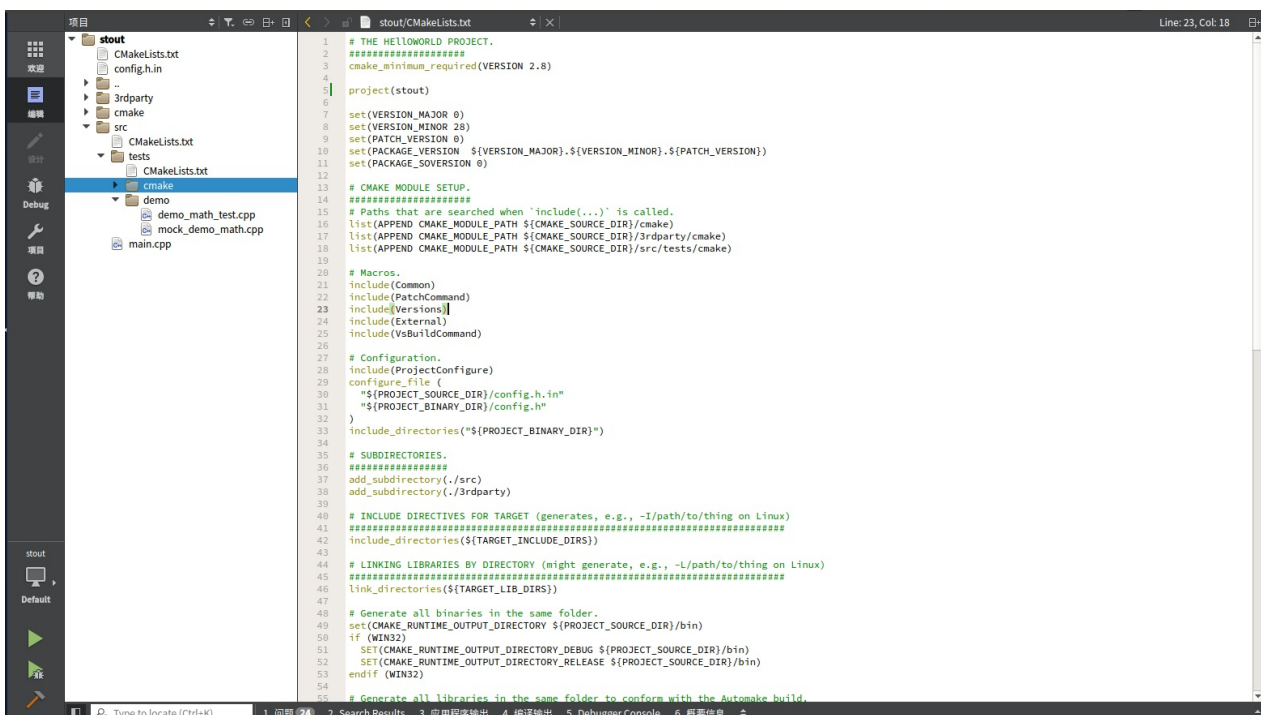 项目
stout/CMakeLists.txt
Line: 23, Col: 18
欢迎
编辑
设计
Debug
项目
帮助
stout
Default
stout
CMakeLists.txt
config.h.in
..
3rdparty
cmake
src
CMakeLists.txt
tests
CMakeLists.txt
cmake
demo
demo_math_test.cpp
mock_demo_math.cpp
main.cpp
1 # THE HEllOWORLD PROJECT.
2 ####################
3 cmake_minimum_required(VERSION 2.8)
4
5 project(stout)
6
7 set(VERSION_MAJOR 0)
8 set(VERSION_MINOR 28)
9 set(PATCH_VERSION 0)
10 set(PACKAGE_VERSION  ${VERSION_MAJOR}.${VERSION_MINOR}.${PATCH_VERSION})
11 set(PACKAGE_SOVERSION 0)
12
13 # CMAKE MODULE SETUP.
14 #####################
15 # Paths that are searched when `include(...)` is called.
16 list(APPEND CMAKE_MODULE_PATH ${CMAKE_SOURCE_DIR}/cmake)
17 list(APPEND CMAKE_MODULE_PATH ${CMAKE_SOURCE_DIR}/3rdparty/cmake)
18 list(APPEND CMAKE_MODULE_PATH ${CMAKE_SOURCE_DIR}/src/tests/cmake)
19
20 # Macros.
21 include(Common)
22 include(PatchCommand)
23 include(Versions)
24 include(External)
25 include(VsBuildCommand)
26
27 # Configuration.
28 include(ProjectConfigure)
29 configure_file (
30   "${PROJECT_SOURCE_DIR}/config.h.in"
31   "${PROJECT_BINARY_DIR}/config.h"
32 )
33 include_directories("${PROJECT_BINARY_DIR}")
34
35 # SUBDIRECTORIES.
36 #################
37 add_subdirectory(./src)
38 add_subdirectory(./3rdparty)
39
40 # INCLUDE DIRECTIVES FOR TARGET (generates, e.g., -I/path/to/thing on Linux)
41 ###########################################################################
42 include_directories(${TARGET_INCLUDE_DIRS})
43
44 # LINKING LIBRARIES BY DIRECTORY (might generate, e.g., -L/path/to/thing on Linux)
45 ###########################################################################
46 link_directories(${TARGET_LIB_DIRS})
47
48 # Generate all binaries in the same folder.
49 set(CMAKE_RUNTIME_OUTPUT_DIRECTORY ${PROJECT_SOURCE_DIR}/bin)
50 if (WIN32)
51   SET(CMAKE_RUNTIME_OUTPUT_DIRECTORY_DEBUG ${PROJECT_SOURCE_DIR}/bin)
52   SET(CMAKE_RUNTIME_OUTPUT_DIRECTORY_RELEASE ${PROJECT_SOURCE_DIR}/bin)
53 endif (WIN32)
54
55 # Generate all libraries in the same folder to conform with the Automake build.
Type to locate (Ctrl+K)
1 问题 24 2 Search Results 3 应用程序输出 4 编译输出 5 Debugger Console 6 概要信息